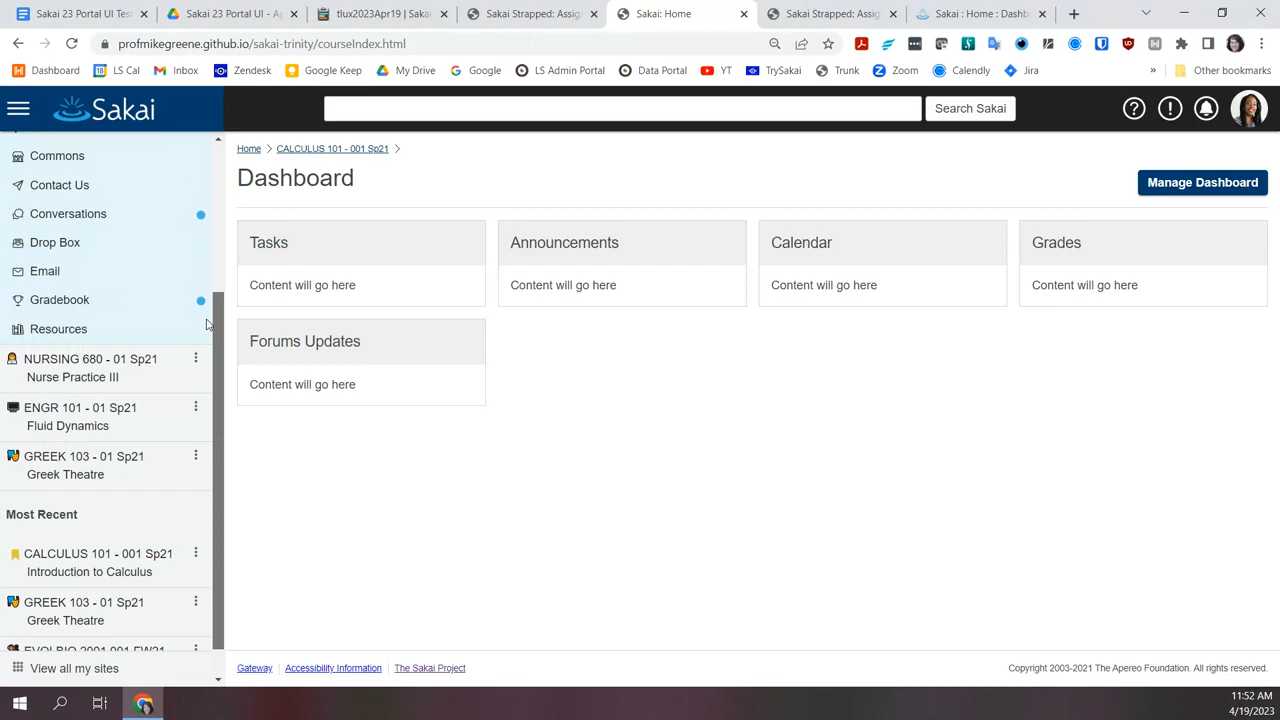 Sakai 23 Portal UI Test
Sakai 23 Portal UI - A
tlux2023Apr19 | Sakai
Sakai Strapped: Assig
Sakai: Home
Sakai Strapped: Assig
Sakai : Home : Dashb
profmikegreene.github.io/sakai-trinity/courseIndex.html
Dashboard
LS Cal
Inbox
Zendesk
Google Keep
My Drive
Google
LS Admin Portal
Data Portal
YT
TrySakai
Trunk
Zoom
Calendly
Jira
»
Other bookmarks
Sakai
Search Sakai
Commons
Contact Us
Conversations
Drop Box
Email
Gradebook
Resources
NURSING 680 - 01 Sp21
Nurse Practice III
ENGR 101 - 01 Sp21
Fluid Dynamics
GREEK 103 - 01 Sp21
Greek Theatre
Most Recent
CALCULUS 101 - 001 Sp21
Introduction to Calculus
GREEK 103 - 01 Sp21
Greek Theatre
EVOLBIO 2001 001 FW21
View all my sites
Home > CALCULUS 101 - 001 Sp21 >
Dashboard
Manage Dashboard
Tasks
Content will go here
Announcements
Content will go here
Calendar
Content will go here
Grades
Content will go here
Forums Updates
Content will go here
Gateway | Accessibility Information | The Sakai Project
Copyright 2003-2021 The Apereo Foundation. All rights reserved.
11:52 AM
4/19/2023